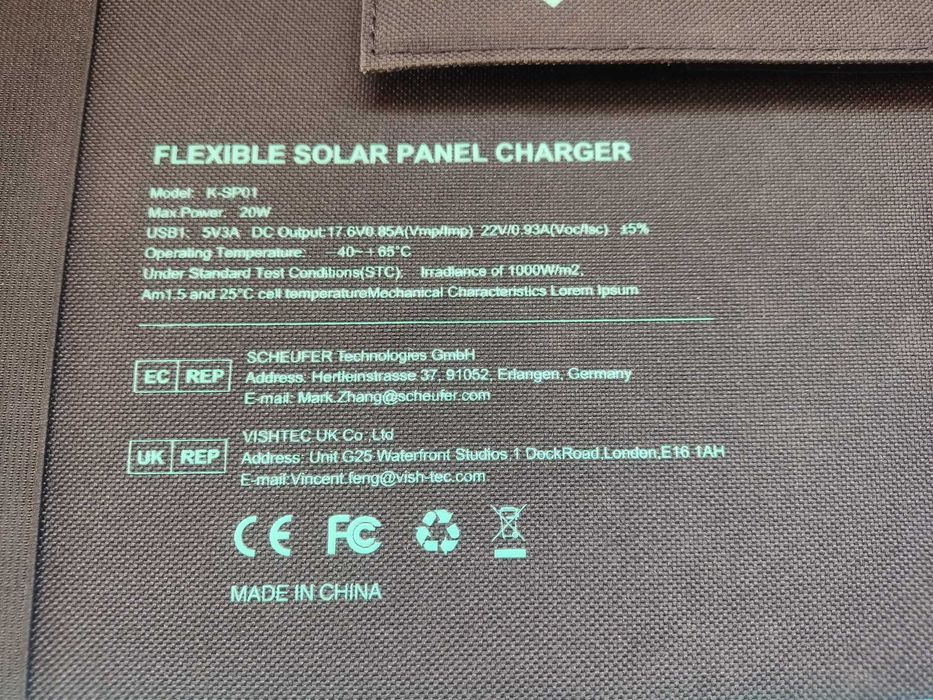 FLEXIBLE SOLAR PANEL CHARGER
Model: K-SP01
Max.Power: 20W
USB1: 5V3A DC Output:17.6V0.85A(Vmp/Imp) 22V/0.93A(Voc/Isc) ±5%
Operating Temperature: －40~＋65°C
Under Standard Test Conditions(STC), Irradiance of 1000W/m2,
Am1.5 and 25°C cell temperatureMechanical Characteristics Lorem Ipsum
EC REP
SCHEUFER Technologies GmbH
Address: Hertleinstrasse 37, 91052, Erlangen, Germany
E-mail: Mark.Zhang@scheufer.com
UK REP
VISHTEC UK Co.,Ltd
Address: Unit G25 Waterfront Studios,1 DockRoad,London,E16 1AH
E-mail:Vincent.feng@vish-tec.com
CE FC
MADE IN CHINA